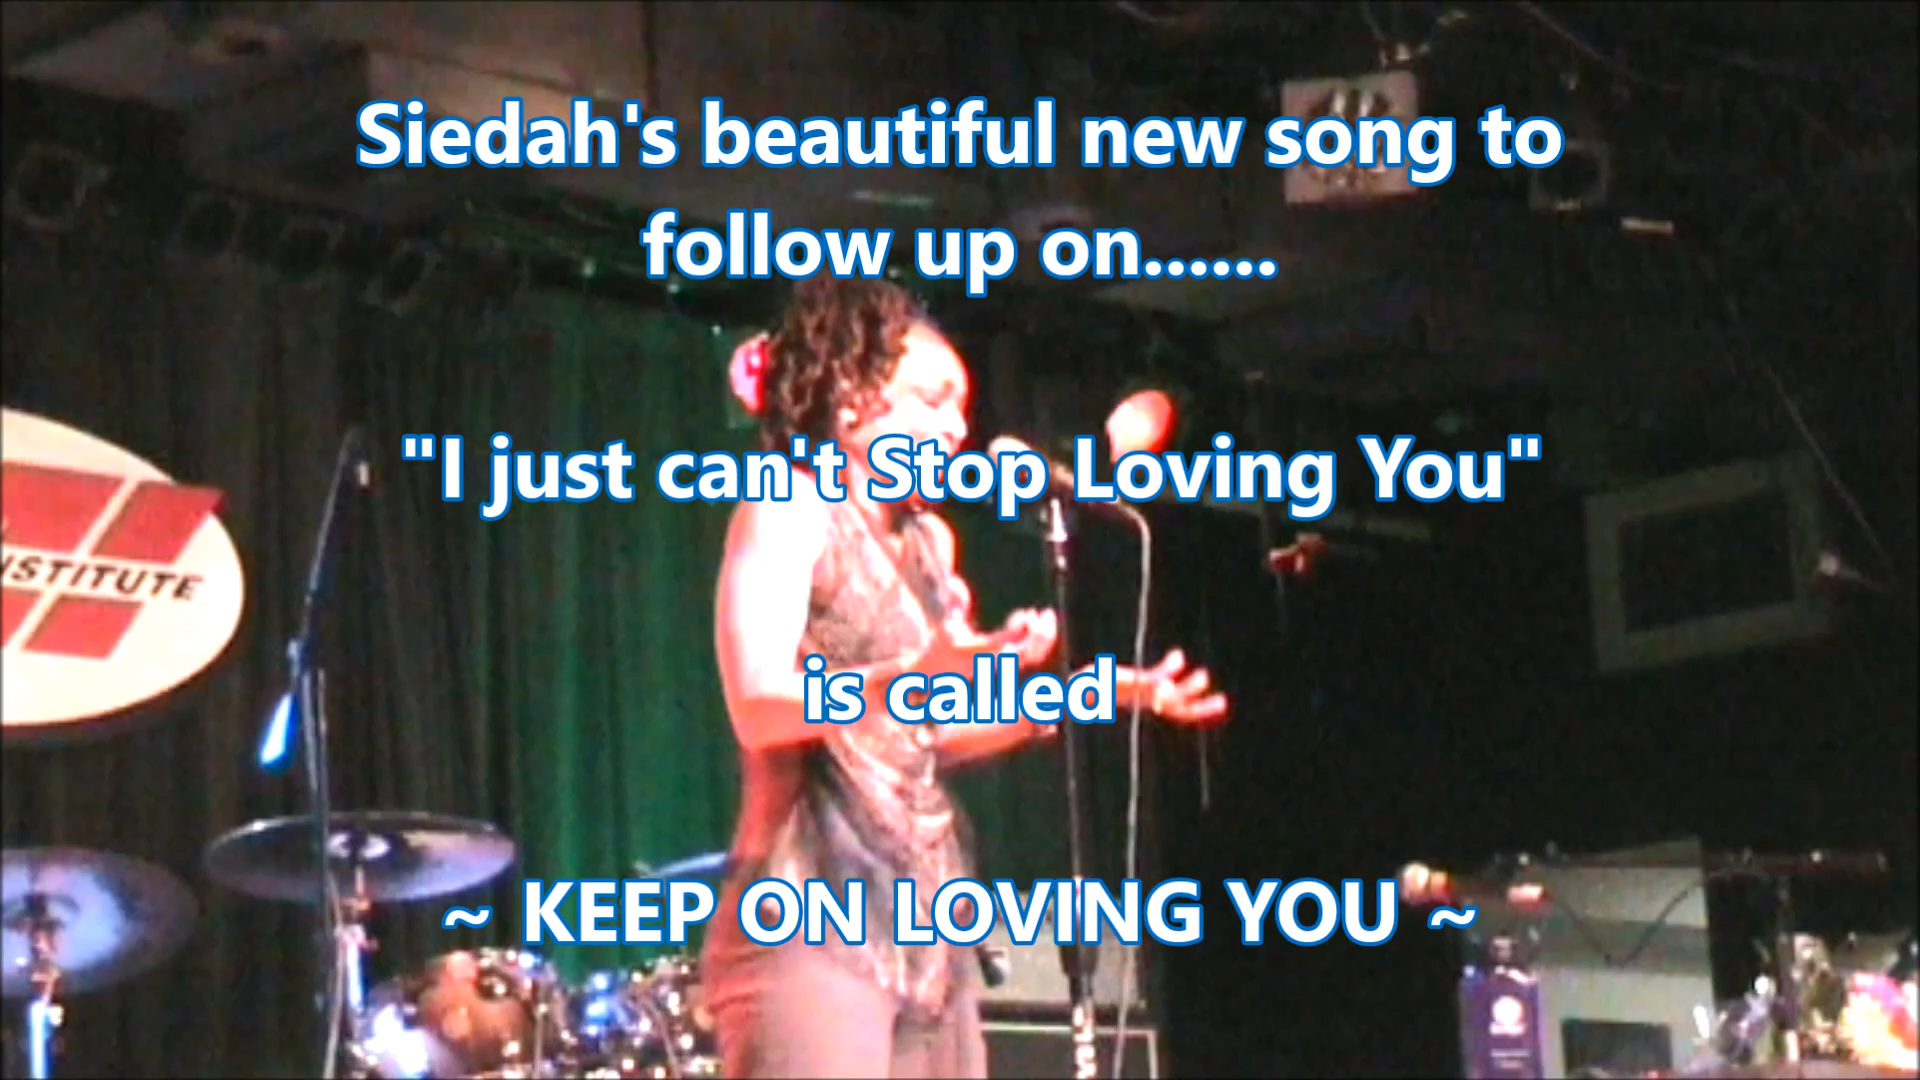 Siedah's beautiful new song to
follow up on......
"I just can't Stop Loving You"
is called
~ KEEP ON LOVING YOU ~
NSTITUTE